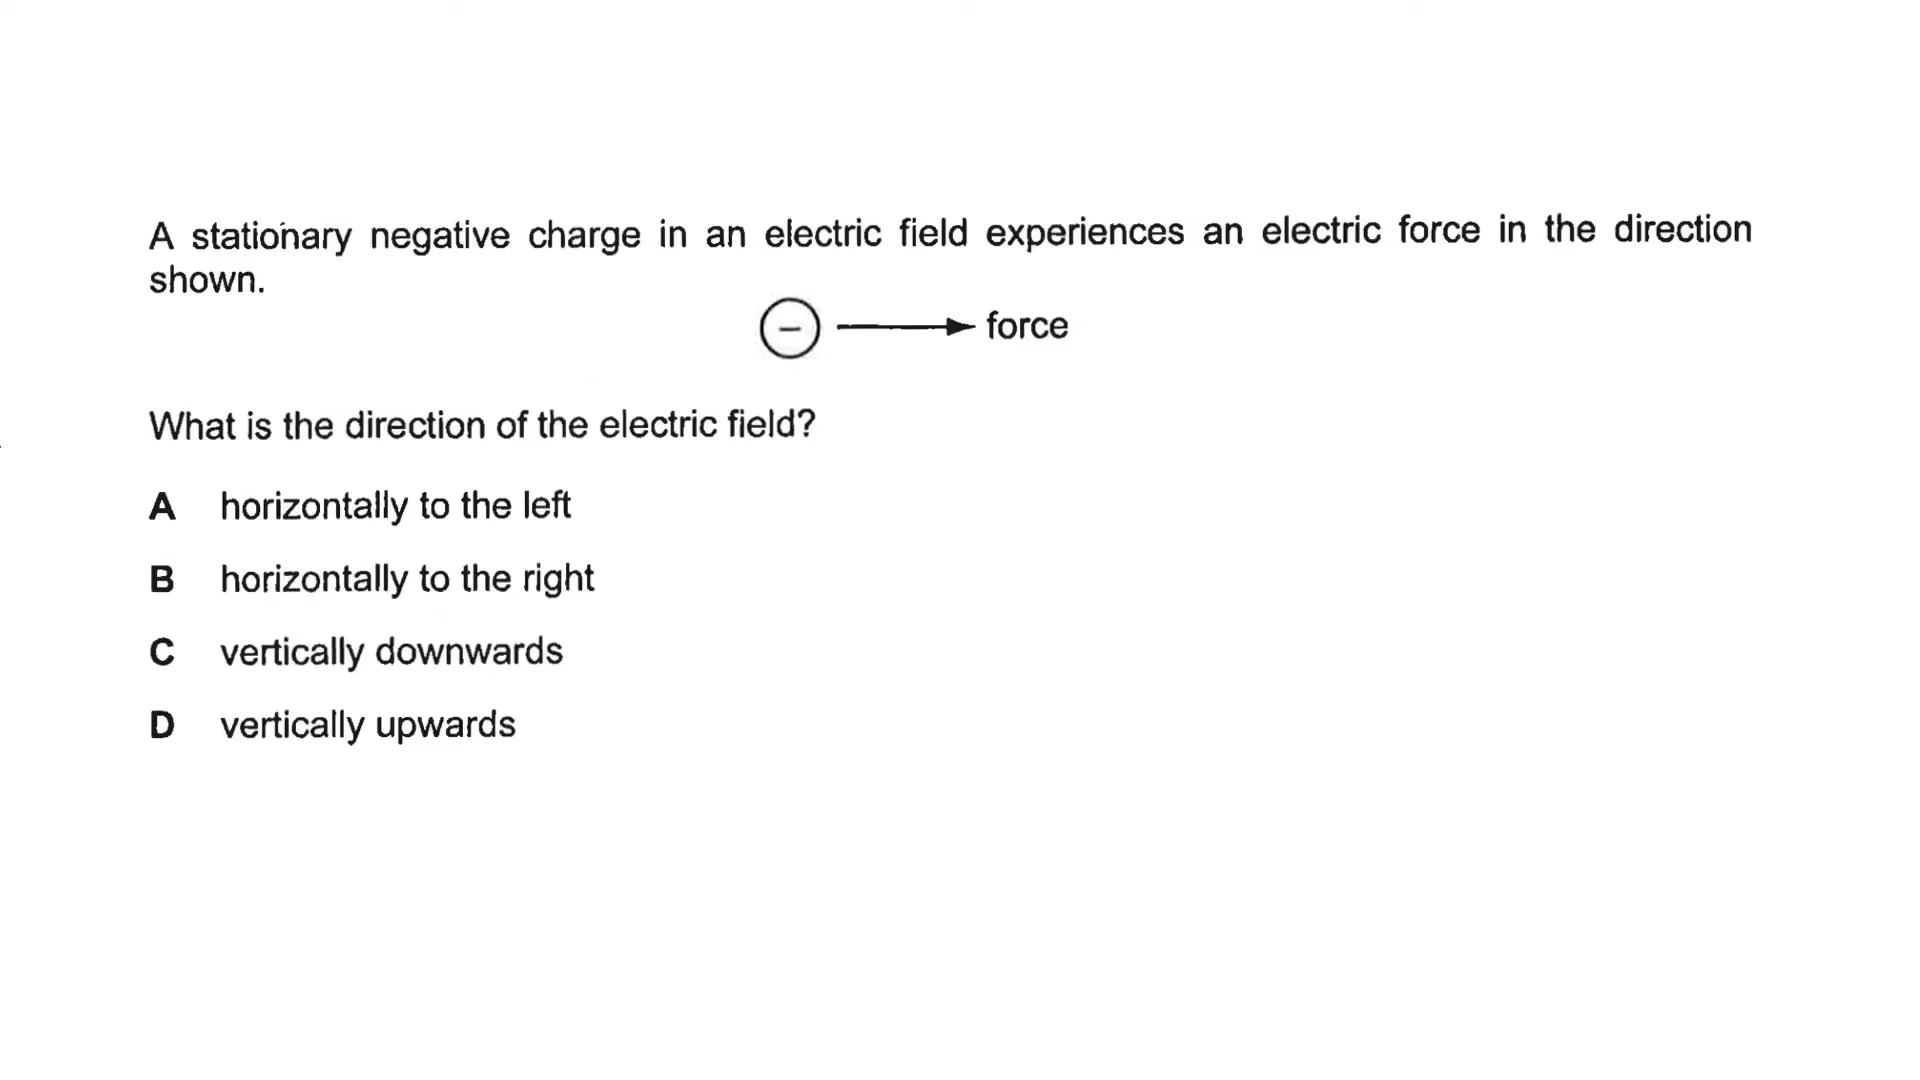 A stationary negative charge in an electric field experiences an electric force in the direction
shown.
− force
What is the direction of the electric field?
A horizontally to the left
B horizontally to the right
C vertically downwards
D vertically upwards